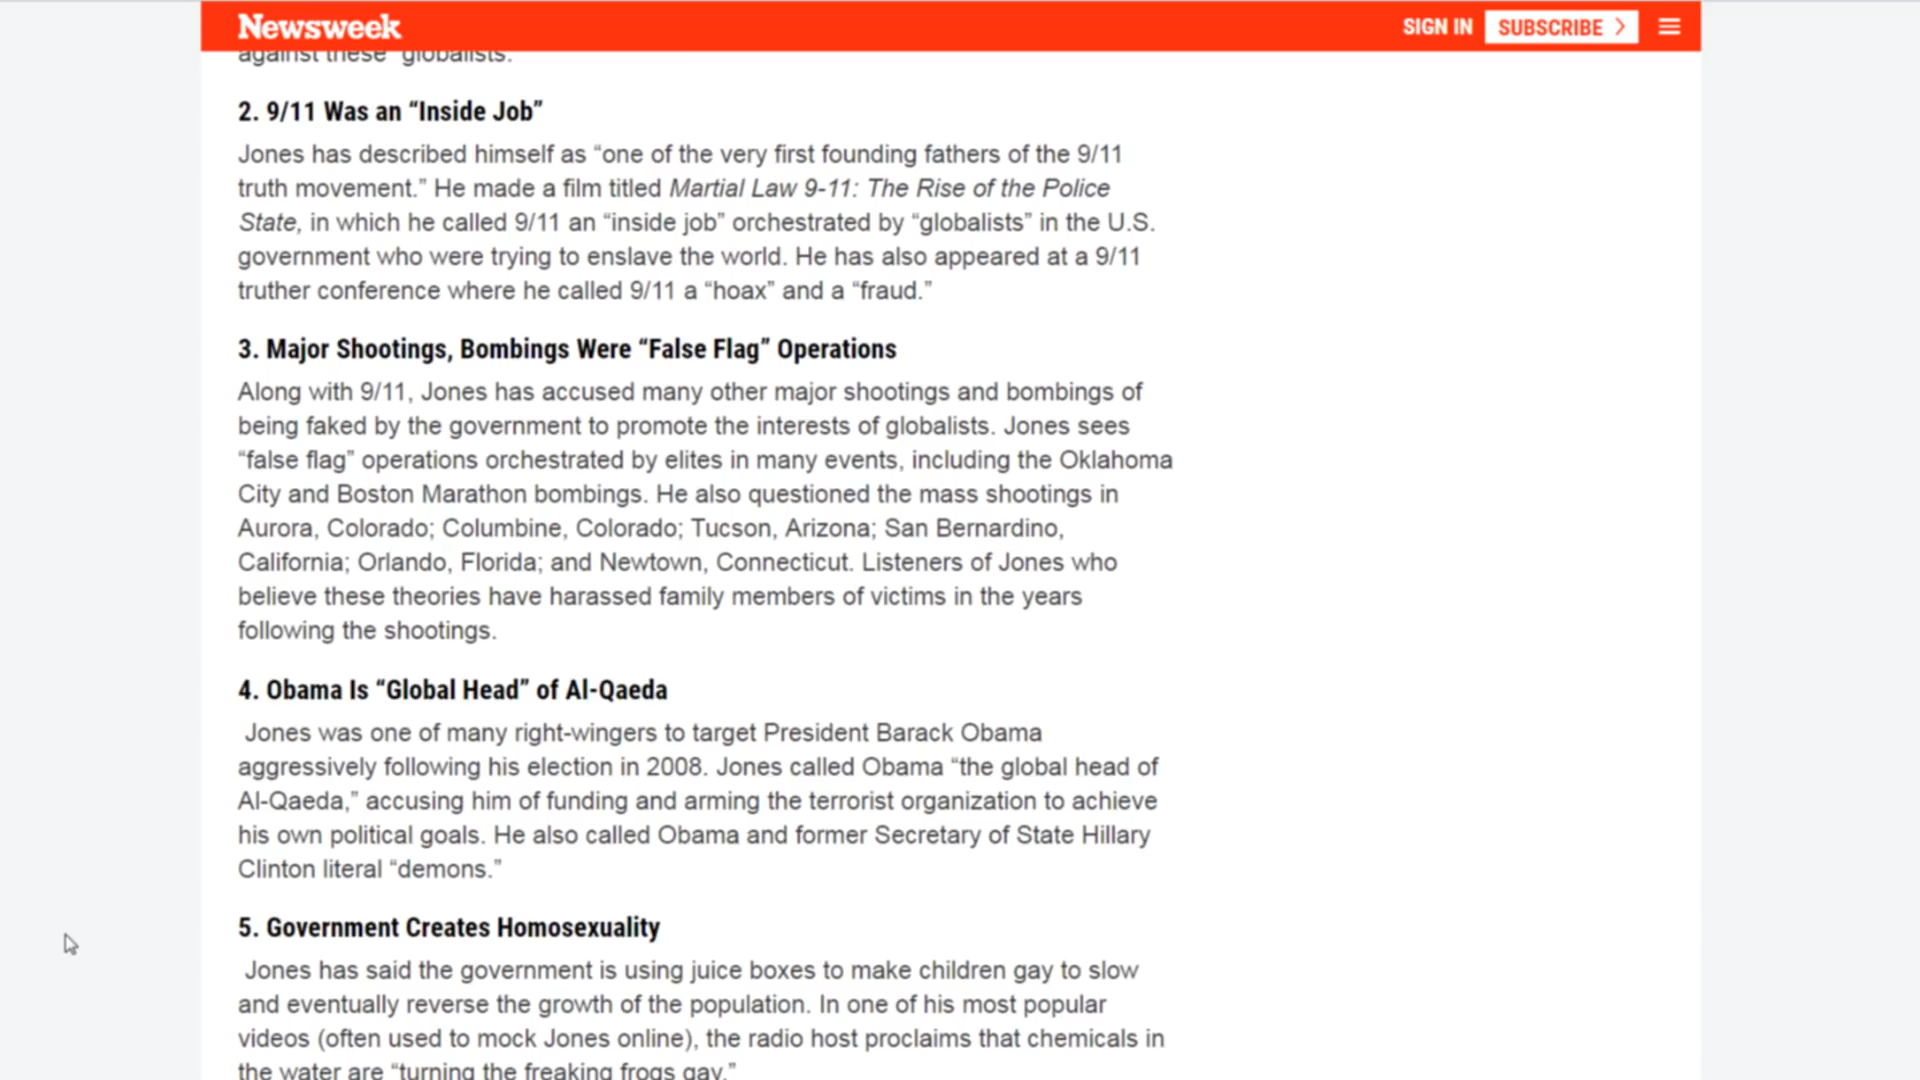 Newsweek
SIGN IN
SUBSCRIBE
against these "globalists.
2. 9/11 Was an “Inside Job”
Jones has described himself as “one of the very first founding fathers of the 9/11
truth movement.” He made a film titled Martial Law 9-11: The Rise of the Police
State, in which he called 9/11 an “inside job” orchestrated by “globalists” in the U.S.
government who were trying to enslave the world. He has also appeared at a 9/11
truther conference where he called 9/11 a “hoax” and a “fraud.”
3. Major Shootings, Bombings Were “False Flag” Operations
Along with 9/11, Jones has accused many other major shootings and bombings of
being faked by the government to promote the interests of globalists. Jones sees
“false flag” operations orchestrated by elites in many events, including the Oklahoma
City and Boston Marathon bombings. He also questioned the mass shootings in
Aurora, Colorado; Columbine, Colorado; Tucson, Arizona; San Bernardino,
California; Orlando, Florida; and Newtown, Connecticut. Listeners of Jones who
believe these theories have harassed family members of victims in the years
following the shootings.
4. Obama Is “Global Head” of Al-Qaeda
Jones was one of many right-wingers to target President Barack Obama
aggressively following his election in 2008. Jones called Obama “the global head of
Al-Qaeda,” accusing him of funding and arming the terrorist organization to achieve
his own political goals. He also called Obama and former Secretary of State Hillary
Clinton literal “demons.”
5. Government Creates Homosexuality
Jones has said the government is using juice boxes to make children gay to slow
and eventually reverse the growth of the population. In one of his most popular
videos (often used to mock Jones online), the radio host proclaims that chemicals in
the water are “turning the freaking frogs gay.”